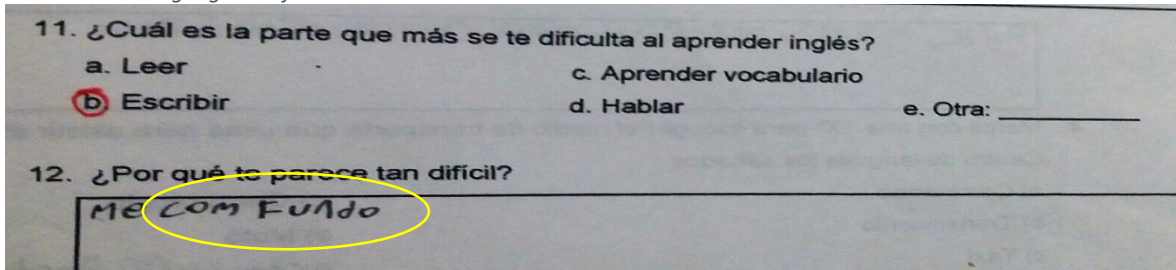 11. ¿Cuál es la parte que más se te dificulta al aprender inglés?
a. Leer
c. Aprender vocabulario
b) Escribir
d. Hablar
e. Otra: ________
12. ¿Por qué te parece tan difícil?
ME COM FUNdo